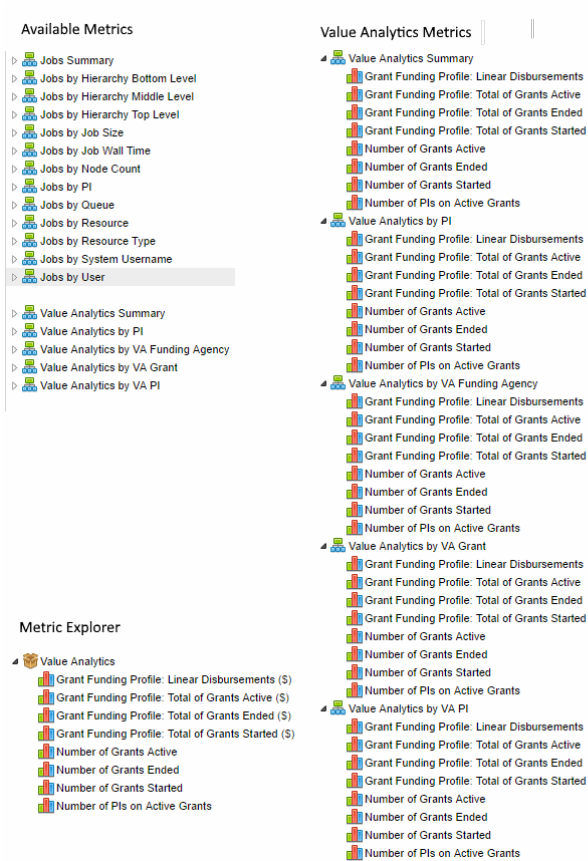 Available Metrics
Jobs Summary
Jobs by Hierarchy Bottom Level
Jobs by Hierarchy Middle Level
Jobs by Hierarchy Top Level
Jobs by Job Size
Jobs by Job Wall Time
Jobs by Node Count
Jobs by PI
Jobs by Queue
Jobs by Resource
Jobs by Resource Type
Jobs by System Username
Jobs by User
Value Analytics Summary
Value Analytics by PI
Value Analytics by VA Funding Agency
Value Analytics by VA Grant
Value Analytics by VA PI
Metric Explorer
Value Analytics
Grant Funding Profile: Linear Disbursements ($)
Grant Funding Profile: Total of Grants Active ($)
Grant Funding Profile: Total of Grants Ended ($)
Grant Funding Profile: Total of Grants Started ($)
Number of Grants Active
Number of Grants Ended
Number of Grants Started
Number of PIs on Active Grants
Value Analytics Metrics
Value Analytics Summary
Grant Funding Profile: Linear Disbursements
Grant Funding Profile: Total of Grants Active
Grant Funding Profile: Total of Grants Ended
Grant Funding Profile: Total of Grants Started
Number of Grants Active
Number of Grants Ended
Number of Grants Started
Number of PIs on Active Grants
Value Analytics by PI
Grant Funding Profile: Linear Disbursements
Grant Funding Profile: Total of Grants Active
Grant Funding Profile: Total of Grants Ended
Grant Funding Profile: Total of Grants Started
Number of Grants Active
Number of Grants Ended
Number of Grants Started
Number of PIs on Active Grants
Value Analytics by VA Funding Agency
Grant Funding Profile: Linear Disbursements
Grant Funding Profile: Total of Grants Active
Grant Funding Profile: Total of Grants Ended
Grant Funding Profile: Total of Grants Started
Number of Grants Active
Number of Grants Ended
Number of Grants Started
Number of PIs on Active Grants
Value Analytics by VA Grant
Grant Funding Profile: Linear Disbursements
Grant Funding Profile: Total of Grants Active
Grant Funding Profile: Total of Grants Ended
Grant Funding Profile: Total of Grants Started
Number of Grants Active
Number of Grants Ended
Number of Grants Started
Number of PIs on Active Grants
Value Analytics by VA PI
Grant Funding Profile: Linear Disbursements
Grant Funding Profile: Total of Grants Active
Grant Funding Profile: Total of Grants Ended
Grant Funding Profile: Total of Grants Started
Number of Grants Active
Number of Grants Ended
Number of Grants Started
Number of PIs on Active Grants